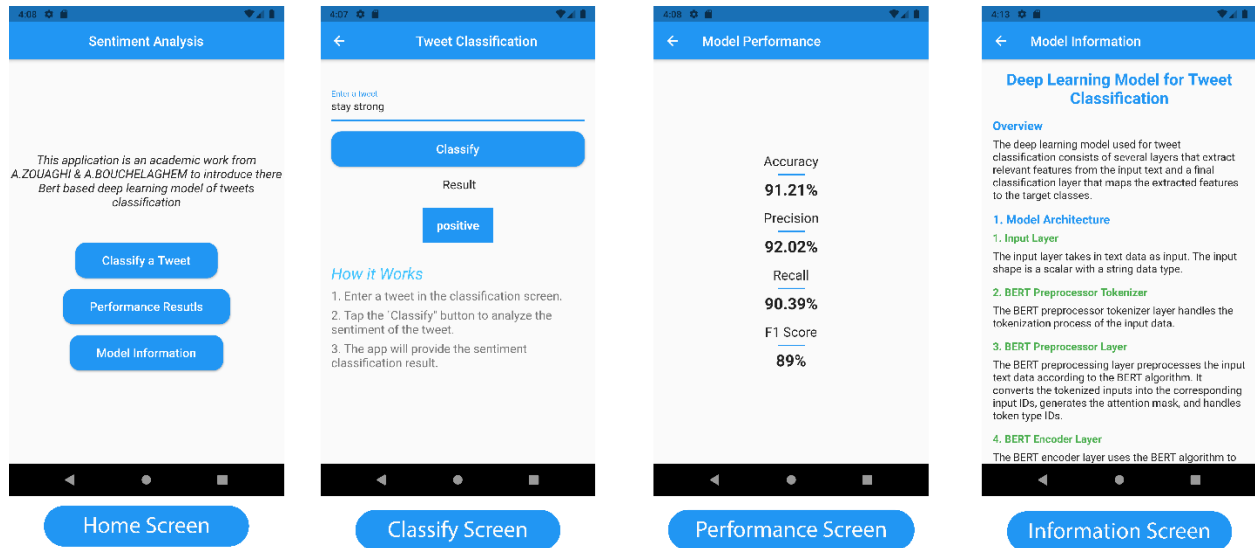 4:08
Sentiment Analysis
This application is an academic work from
A.ZOUAGHI & A.BOUCHELAGHEM to introduce there
Bert based deep learning model of tweets
classification
Classify a Tweet
Performance Resutls
Model Information
Home Screen
4:07
Tweet Classification
Enter a tweet
stay strong
Classify
Result
positive
How it Works
1. Enter a tweet in the classification screen.
2. Tap the "Classify" button to analyze the
sentiment of the tweet.
3. The app will provide the sentiment
classification result.
Classify Screen
4:08
Model Performance
Accuracy
91.21%
Precision
92.02%
Recall
90.39%
F1 Score
89%
Performance Screen
4:13
Model Information
Deep Learning Model for Tweet
Classification
Overview
The deep learning model used for tweet
classification consists of several layers that extract
relevant features from the input text and a final
classification layer that maps the extracted features
to the target classes.
1. Model Architecture
1. Input Layer
The input layer takes in text data as input. The input
shape is a scalar with a string data type.
2. BERT Preprocessor Tokenizer
The BERT preprocessor tokenizer layer handles the
tokenization process of the input data.
3. BERT Preprocessor Layer
The BERT preprocessing layer preprocesses the input
text data according to the BERT algorithm. It
converts the tokenized inputs into the corresponding
input IDs, generates the attention mask, and handles
token type IDs.
4. BERT Encoder Layer
The BERT encoder layer uses the BERT algorithm to
Information Screen